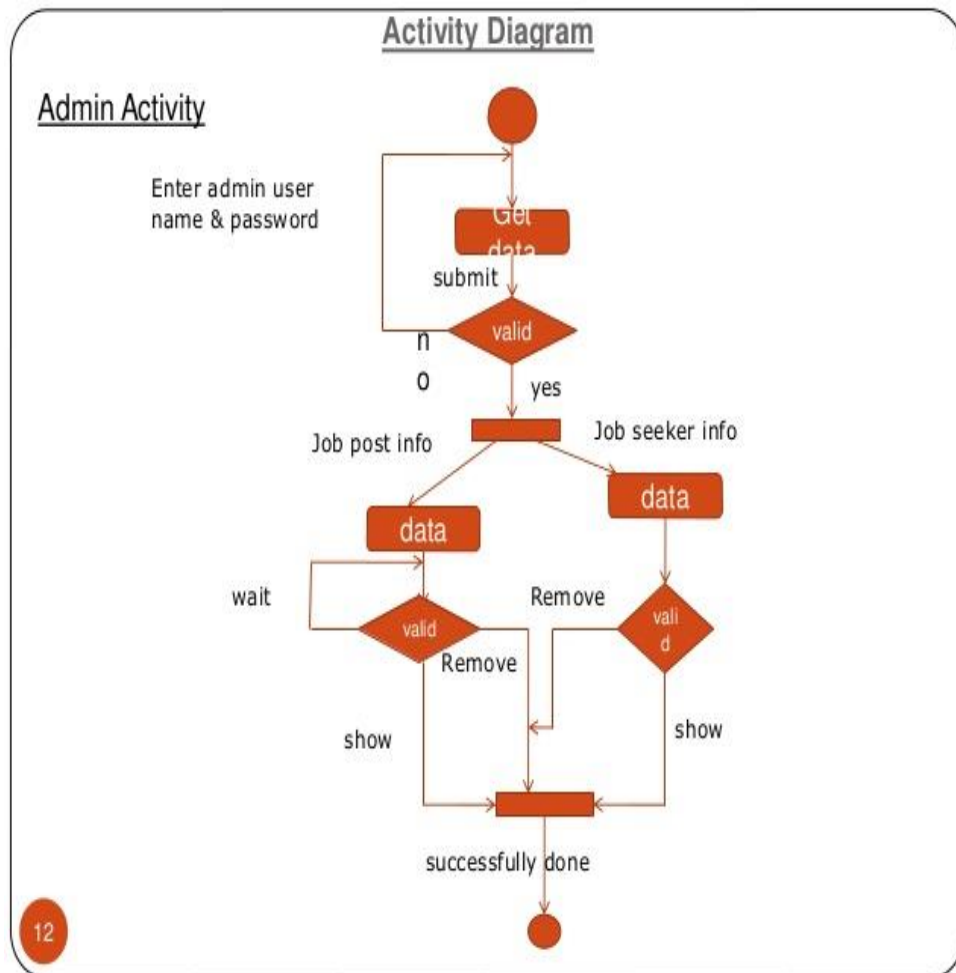 Activity Diagram
Admin Activity
Enter admin user
name & password
Get
data
submit
valid
n
o
yes
Job post info
Job seeker info
data
data
wait
Remove
valid
vali
d
Remove
show
show
successfully done
12